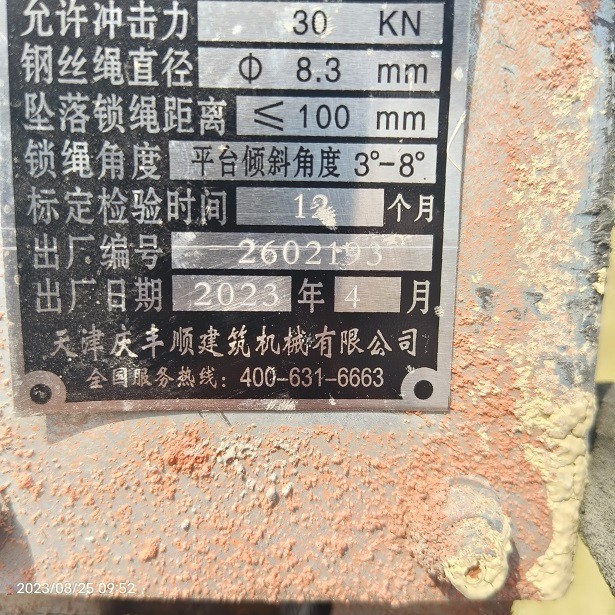 允许冲击力 30 KN
钢丝绳直径 Φ 8.3 mm
坠落锁绳距离 ≤100 mm
锁绳角度 平台倾斜角度 3°-8°
标定检验时间 12 个月
出厂编号 2602193
出厂日期 2023 年 4 月
天津庆丰顺建筑机械有限公司
全国服务热线：400-631-6663
2023/08/25 09:52